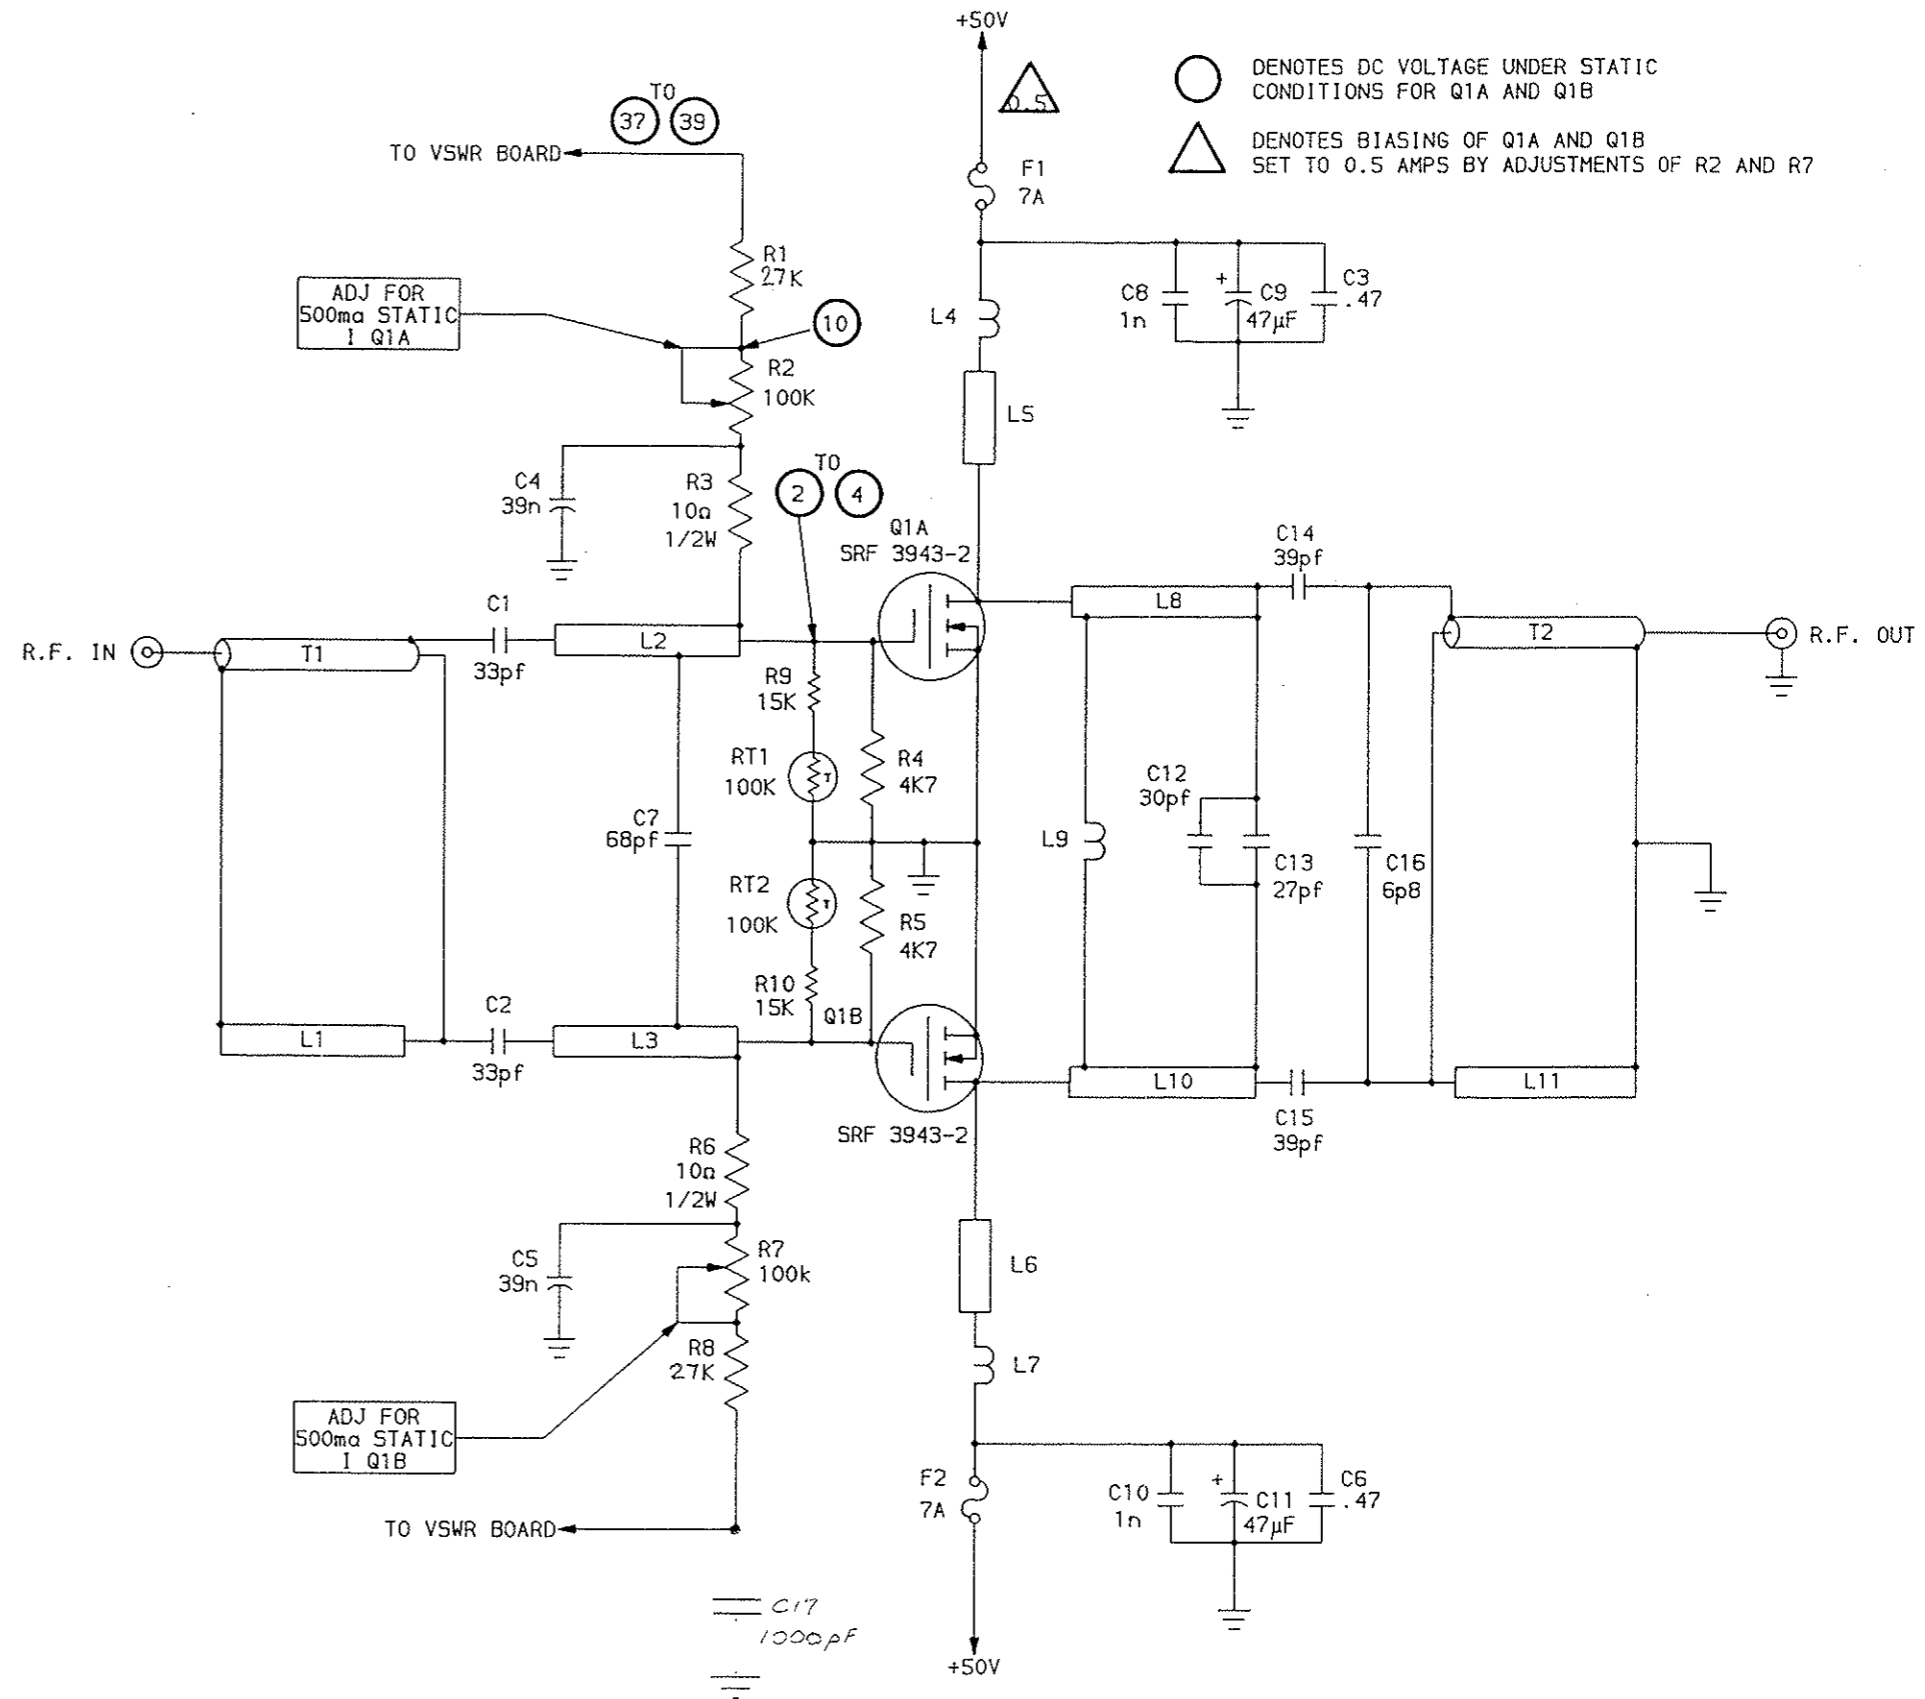 +50V
0.5
DENOTES DC VOLTAGE UNDER STATIC
CONDITIONS FOR Q1A AND Q1B
DENOTES BIASING OF Q1A AND Q1B
SET TO 0.5 AMPS BY ADJUSTMENTS OF R2 AND R7
TO
37
39
TO VSWR BOARD
F1
7A
R1
27K
ADJ FOR
500ma STATIC
I Q1A
10
R2
100K
L4
C8
1n
+
C9
47µF
C3
.47
L5
C4
39n
R3
10Ω
1/2W
TO
2
4
Q1A
SRF 3943-2
C14
39pf
R.F. IN
T1
C1
33pf
L2
L8
T2
R.F. OUT
R9
15K
RT1
100K
T
R4
4K7
C7
68pf
L9
C12
30pf
C13
27pf
C16
6p8
RT2
100K
T
R5
4K7
R10
15K
Q1B
L1
C2
33pf
L3
L10
L11
SRF 3943-2
C15
39pf
R6
10Ω
1/2W
C5
39n
R7
100k
L6
R8
27K
L7
ADJ FOR
500ma STATIC
I Q1B
F2
7A
C10
1n
+
C11
47µF
C6
.47
TO VSWR BOARD
C17
1000pF
+50V